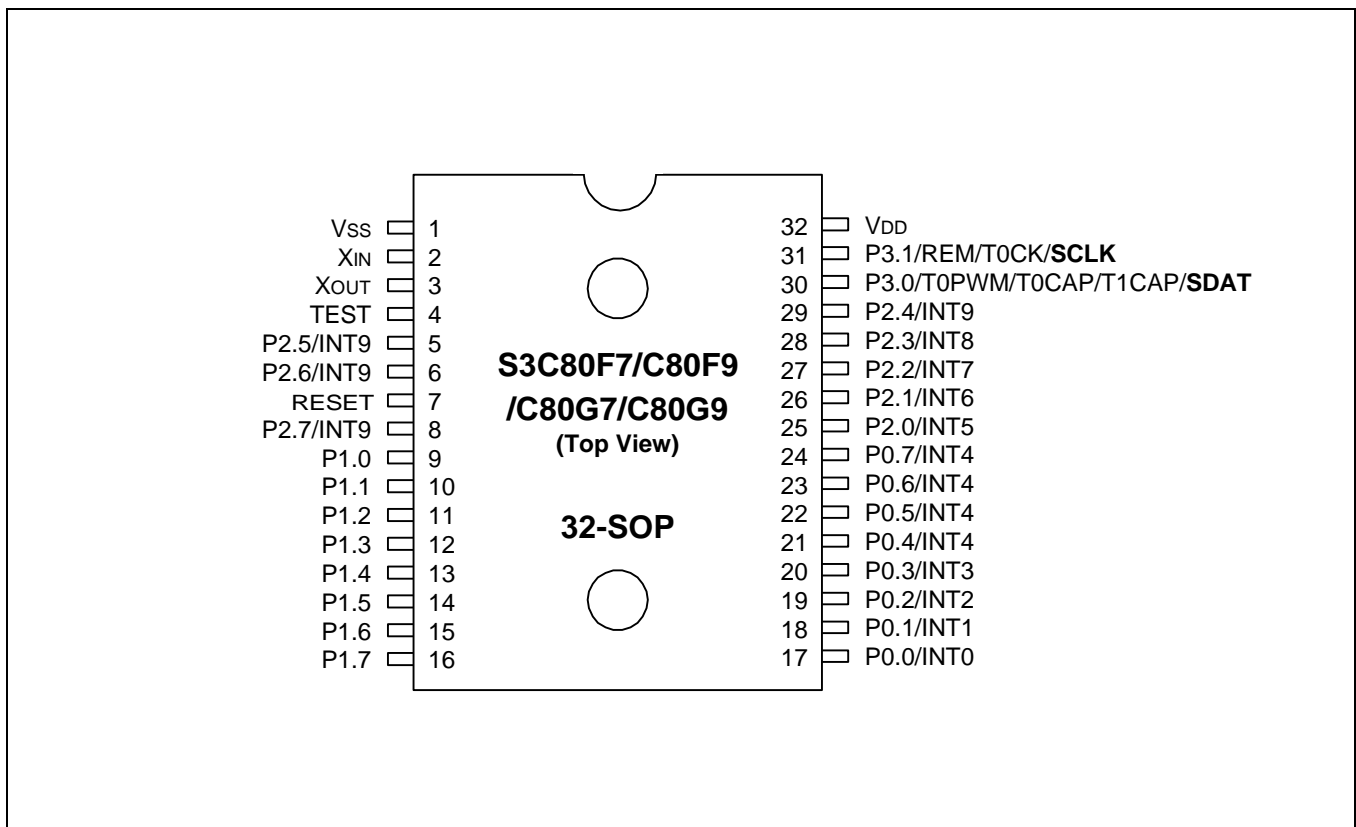 VSS 1
XIN 2
XOUT 3
TEST 4
P2.5/INT9 5
P2.6/INT9 6
RESET 7
P2.7/INT9 8
P1.0 9
P1.1 10
P1.2 11
P1.3 12
P1.4 13
P1.5 14
P1.6 15
P1.7 16
S3C80F7/C80F9
/C80G7/C80G9
(Top View)
32-SOP
32 VDD
31 P3.1/REM/T0CK/SCLK
30 P3.0/T0PWM/T0CAP/T1CAP/SDAT
29 P2.4/INT9
28 P2.3/INT8
27 P2.2/INT7
26 P2.1/INT6
25 P2.0/INT5
24 P0.7/INT4
23 P0.6/INT4
22 P0.5/INT4
21 P0.4/INT4
20 P0.3/INT3
19 P0.2/INT2
18 P0.1/INT1
17 P0.0/INT0